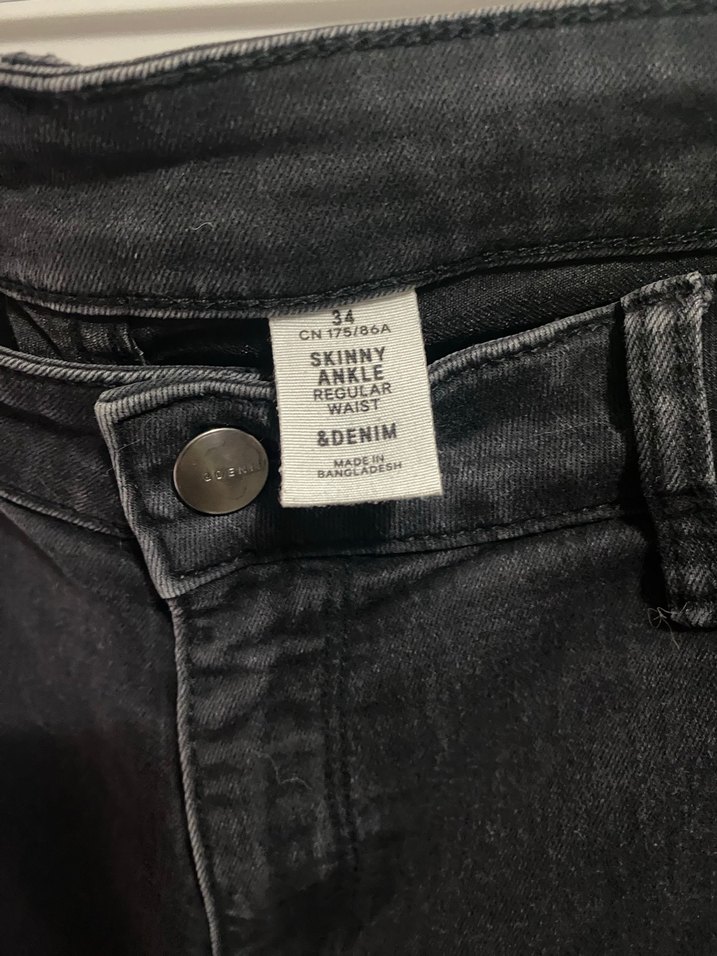 34
CN 175/86A
SKINNY
ANKLE
REGULAR
WAIST
&DENIM
MADE IN
BANGLADESH